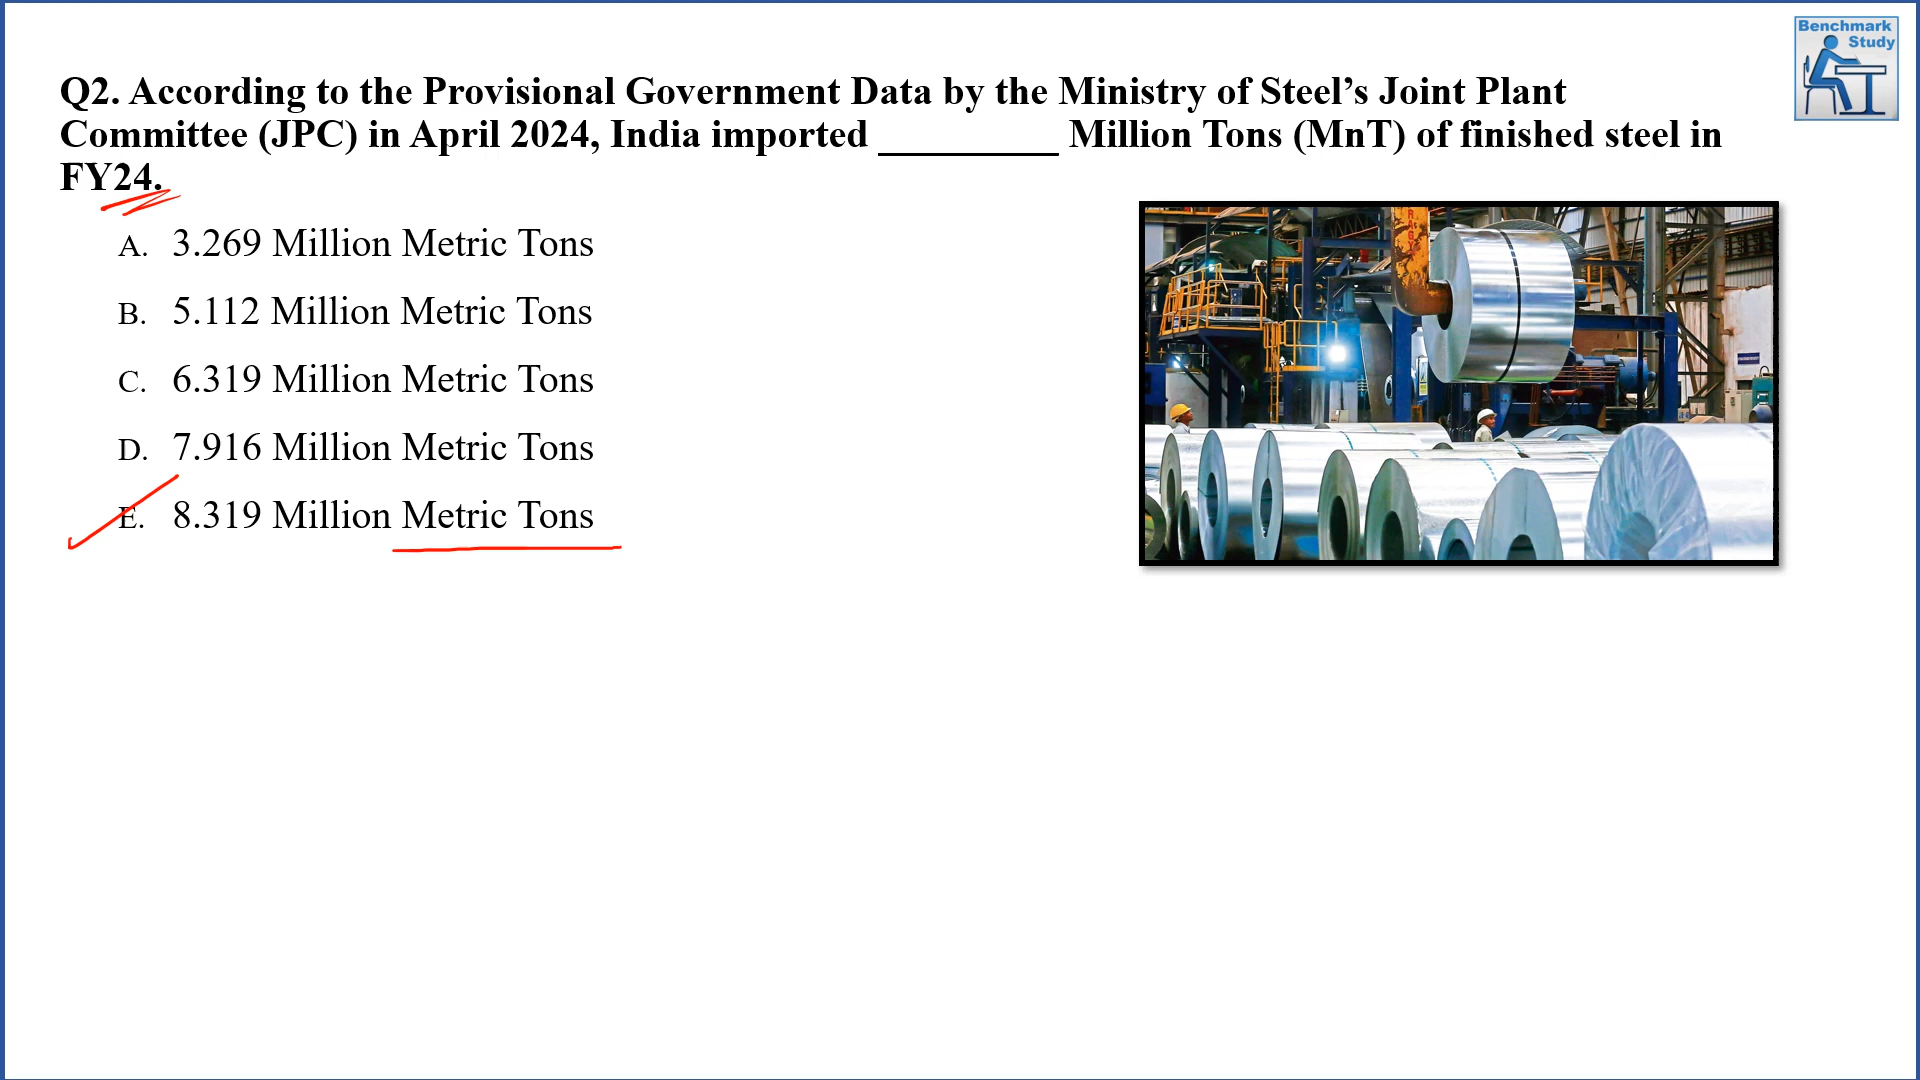 Benchmark
Study
Q2. According to the Provisional Government Data by the Ministry of Steel’s Joint Plant
Committee (JPC) in April 2024, India imported _________ Million Tons (MnT) of finished steel in
FY24.
A. 3.269 Million Metric Tons
B. 5.112 Million Metric Tons
C. 6.319 Million Metric Tons
D. 7.916 Million Metric Tons
E. 8.319 Million Metric Tons